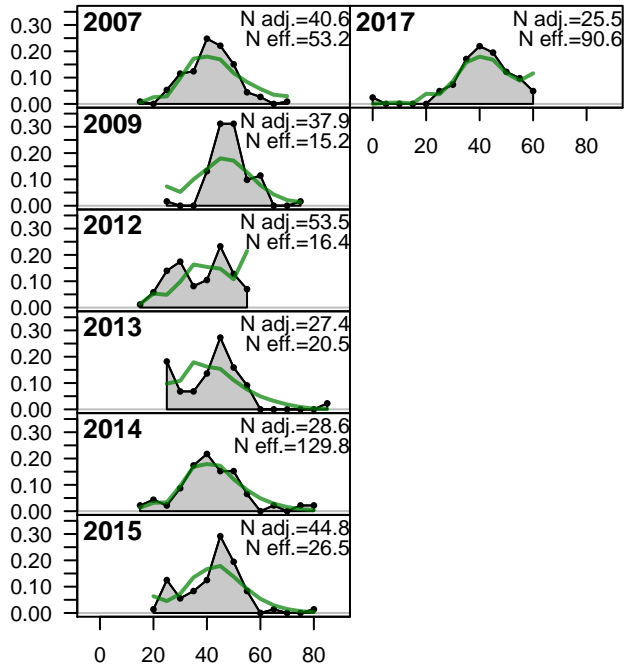 2007 N adj.=40.6
N eff.=53.2
0.30
0.20
0.10
0.00
2009 N adj.=37.9
N eff.=15.2
0.30
0.20
0.10
0.00
2012 N adj.=53.5
N eff.=16.4
0.30
0.20
0.10
0.00
2013 N adj.=27.4
N eff.=20.5
0.30
0.20
0.10
0.00
2014 N adj.=28.6
N eff.=129.8
0.30
0.20
0.10
0.00
2015 N adj.=44.8
N eff.=26.5
0.30
0.20
0.10
0.00
0 20 40 60 80
2017 N adj.=25.5
N eff.=90.6
0 20 40 60 80